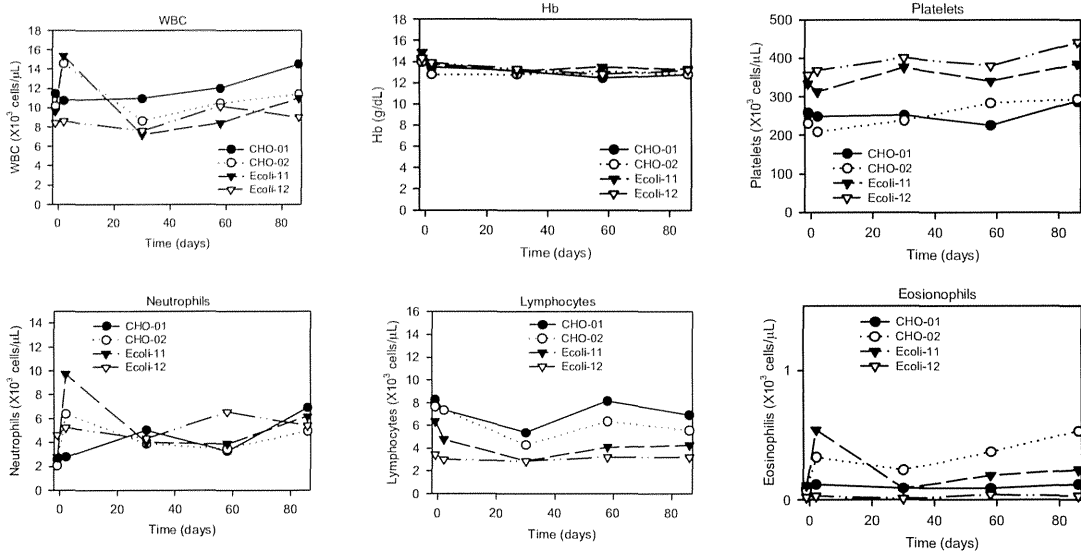 WBC
WBC (X10³ cells/µL)
18
16
14
12
10
8
6
4
2
0
CHO-01
CHO-02
Ecoli-11
Ecoli-12
0 20 40 60 80
Time (days)
Hb
Hb (g/dL)
16
14
12
10
8
6
4
2
0
CHO-01
CHO-02
Ecoli-11
Ecoli-12
0 20 40 60 80
Time (days)
Platelets
Platelets (X10³ cells/µL)
500
400
300
200
100
0
CHO-01
CHO-02
Ecoli-11
Ecoli-12
0 20 40 60 80
Time (days)
Neutrophils
Neutrophils (X10³ cells/µL)
14
12
10
8
6
4
2
0
CHO-01
CHO-02
Ecoli-11
Ecoli-12
0 20 40 60 80
Time (days)
Lymphocytes
Lymphocytes (X10³ cells/µL)
16
14
12
10
8
6
4
2
0
CHO-01
CHO-02
Ecoli-11
Ecoli-12
0 20 40 60 80
Time (days)
Eosionophils
Eosinophilis (X10³ cells/µL)
1
0
CHO-01
CHO-02
Ecoli-11
Ecoli-12
0 20 40 60 80
Time (days)